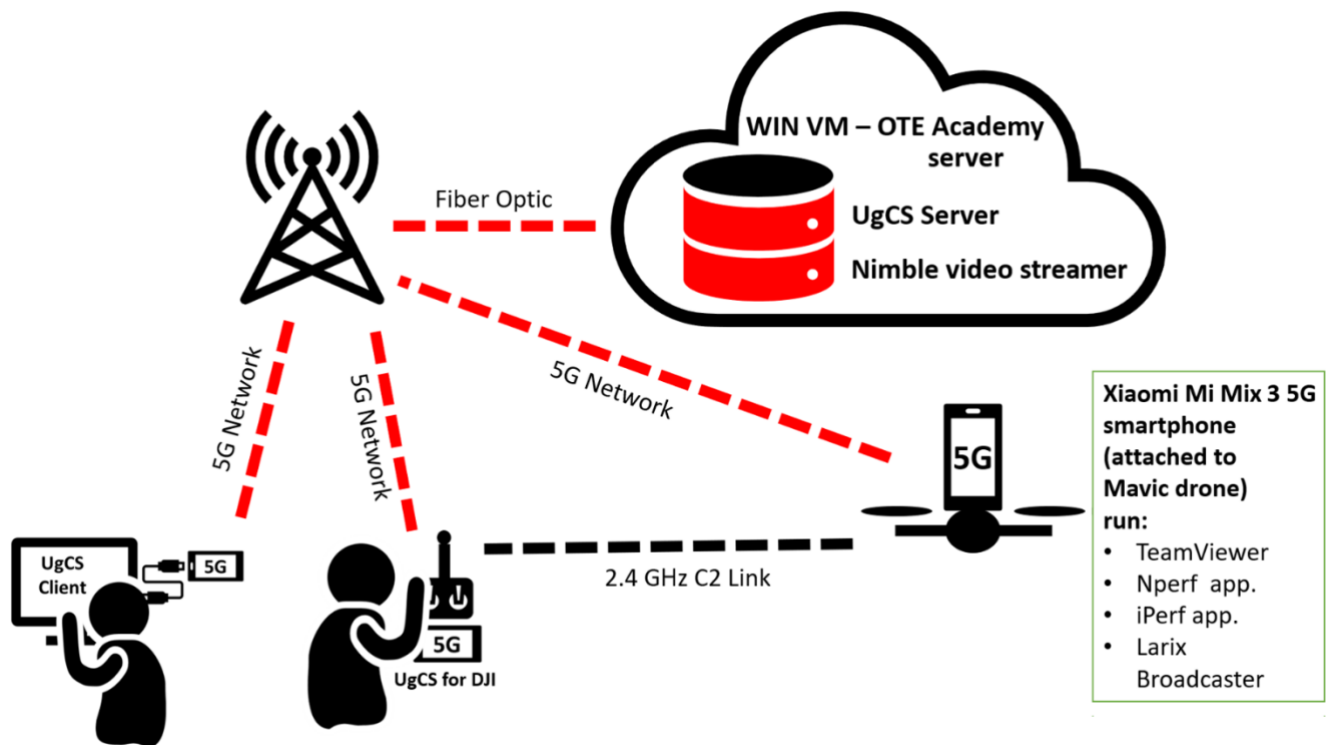 WIN VM – OTE Academy
server
UgCS Server
Nimble video streamer
Fiber Optic
5G Network
5G Network
5G Network
5G
Xiaomi Mi Mix 3 5G
smartphone
(attached to
Mavic drone)
run:
• TeamViewer
• Nperf app.
• iPerf app.
• Larix
Broadcaster
UgCS
Client
5G
2.4 GHz C2 Link
5G
UgCS for DJI